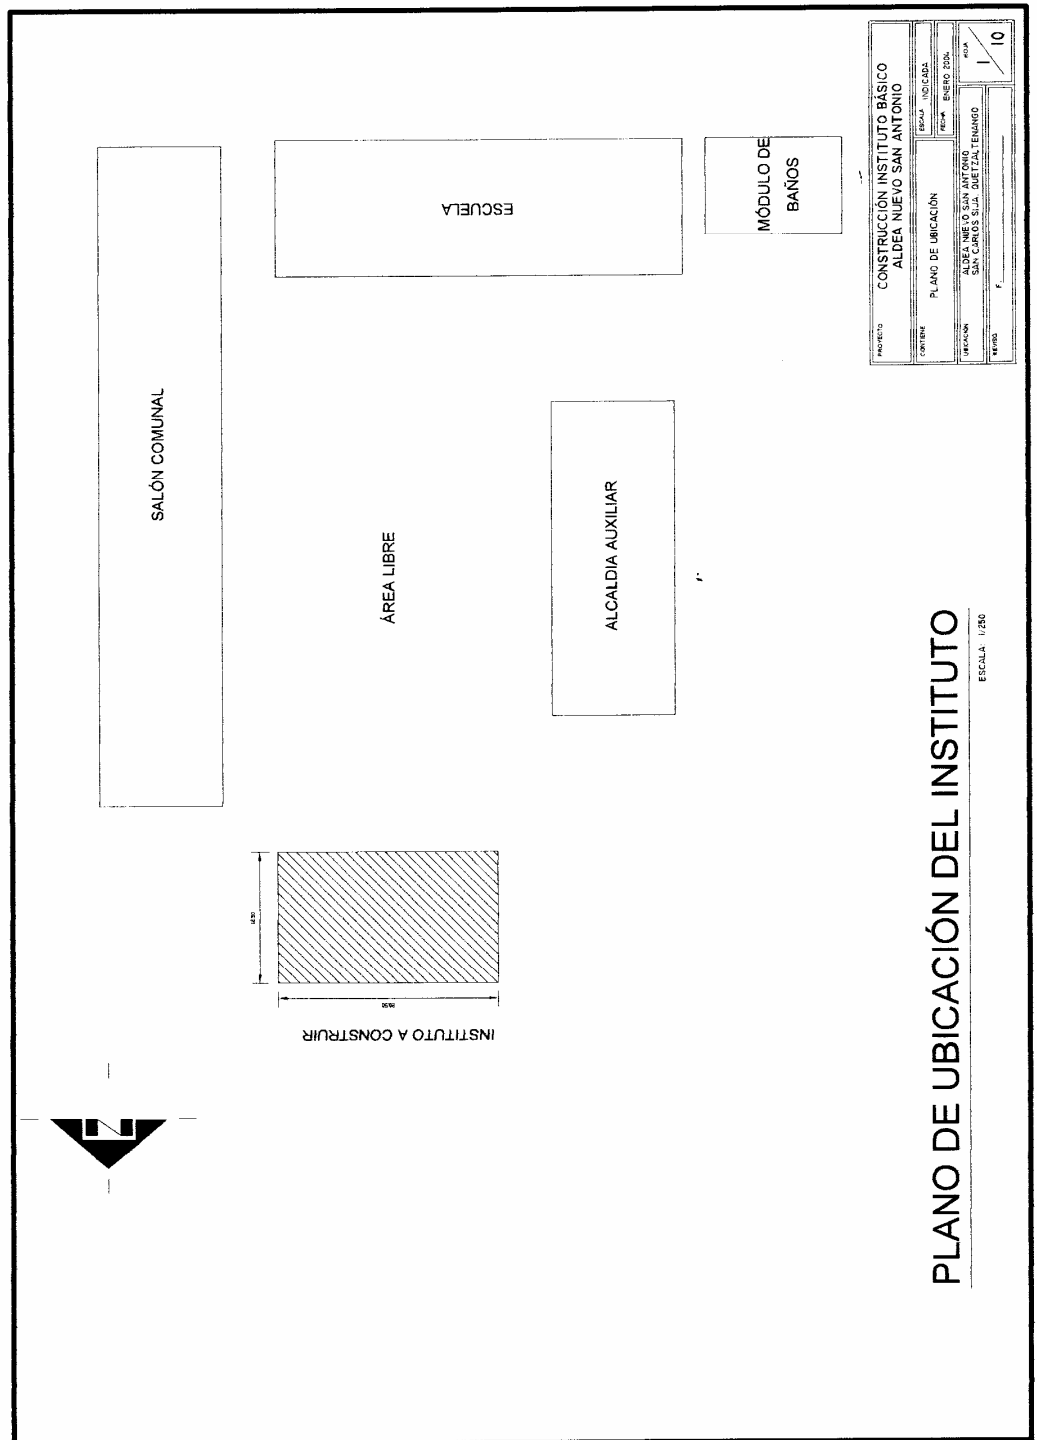 SALÓN COMUNAL
ESCUELA
MÓDULO DE
BAÑOS
ÁREA LIBRE
ALCALDIA AUXILIAR
INSTITUTO A CONSTRUIR
N
PLANO DE UBICACIÓN DEL INSTITUTO
ESCALA: 1/250
PROYECTO
CONSTRUCCIÓN INSTITUTO BÁSICO
ALDEA NUEVO SAN ANTONIO
CONTIENE
PLANO DE UBICACIÓN
ESCALA INDICADA
FECHA ENERO 2004
UBICACIÓN
ALDEA NUEVO SAN ANTONIO
SAN CARLOS SIJA, QUETZALTENANGO
HOJA
1/10
REVISO
F.